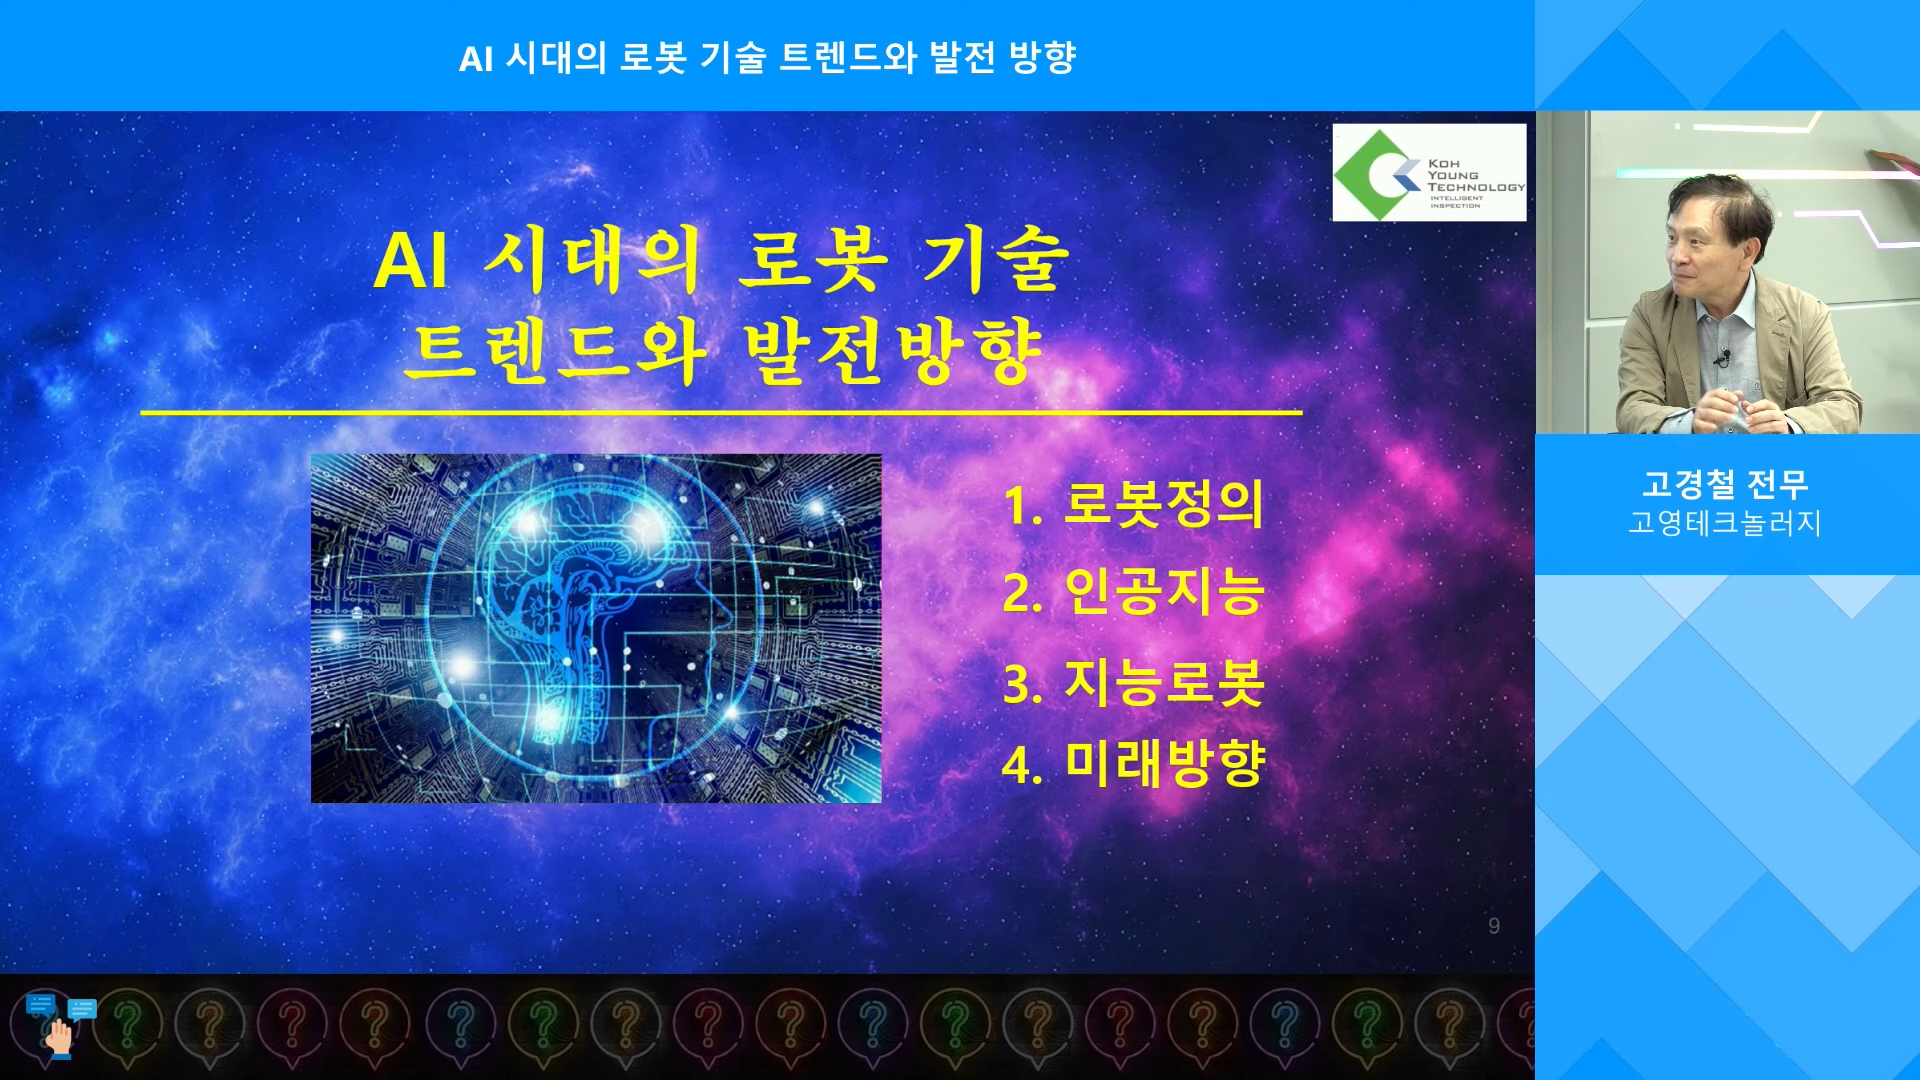 AI 시대의 로봇 기술 트렌드와 발전 방향
KOH
YOUNG
TECHNOLOGY
INTELLIGENT
INSPECTION
AI 시대의 로봇 기술
트렌드와 발전방향
1. 로봇정의
2. 인공지능
3. 지능로봇
4. 미래방향
9
고경철 전무
고영테크놀러지